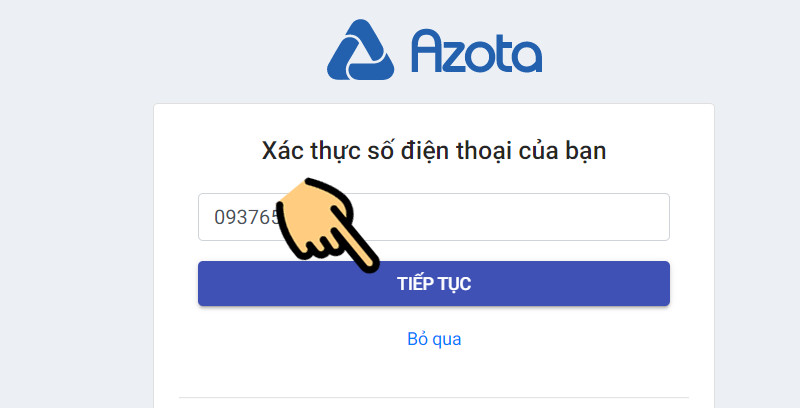 Azota
Xác thực số điện thoại của bạn
093765
TIẾP TỤC
Bỏ qua